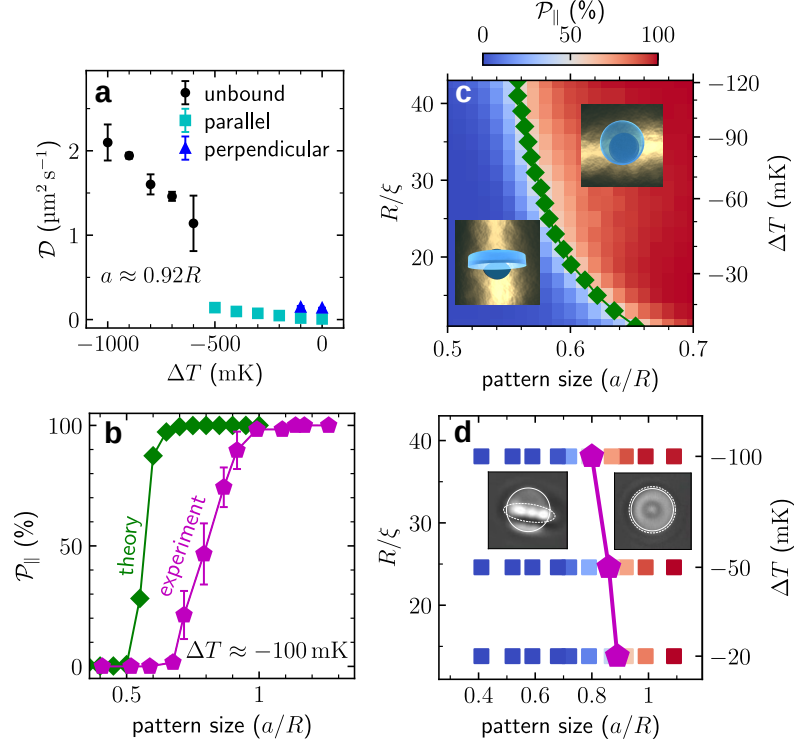 𝒫∥ (%)
0
50
100
a
unbound
parallel
perpendicular
a ≈ 0.92R
𝒟 (μm² s⁻¹)
0
1
2
−1000
−500
0
ΔT (mK)
c
R/ξ
20
30
40
−120
−90
−60
−30
ΔT (mK)
0.5
0.6
0.7
pattern size (a/R)
b
theory
experiment
ΔT ≈ −100 mK
𝒫∥ (%)
0
50
100
0.5
1
pattern size (a/R)
d
R/ξ
20
30
40
−100
−50
−20
ΔT (mK)
0.4
0.6
0.8
1
pattern size (a/R)